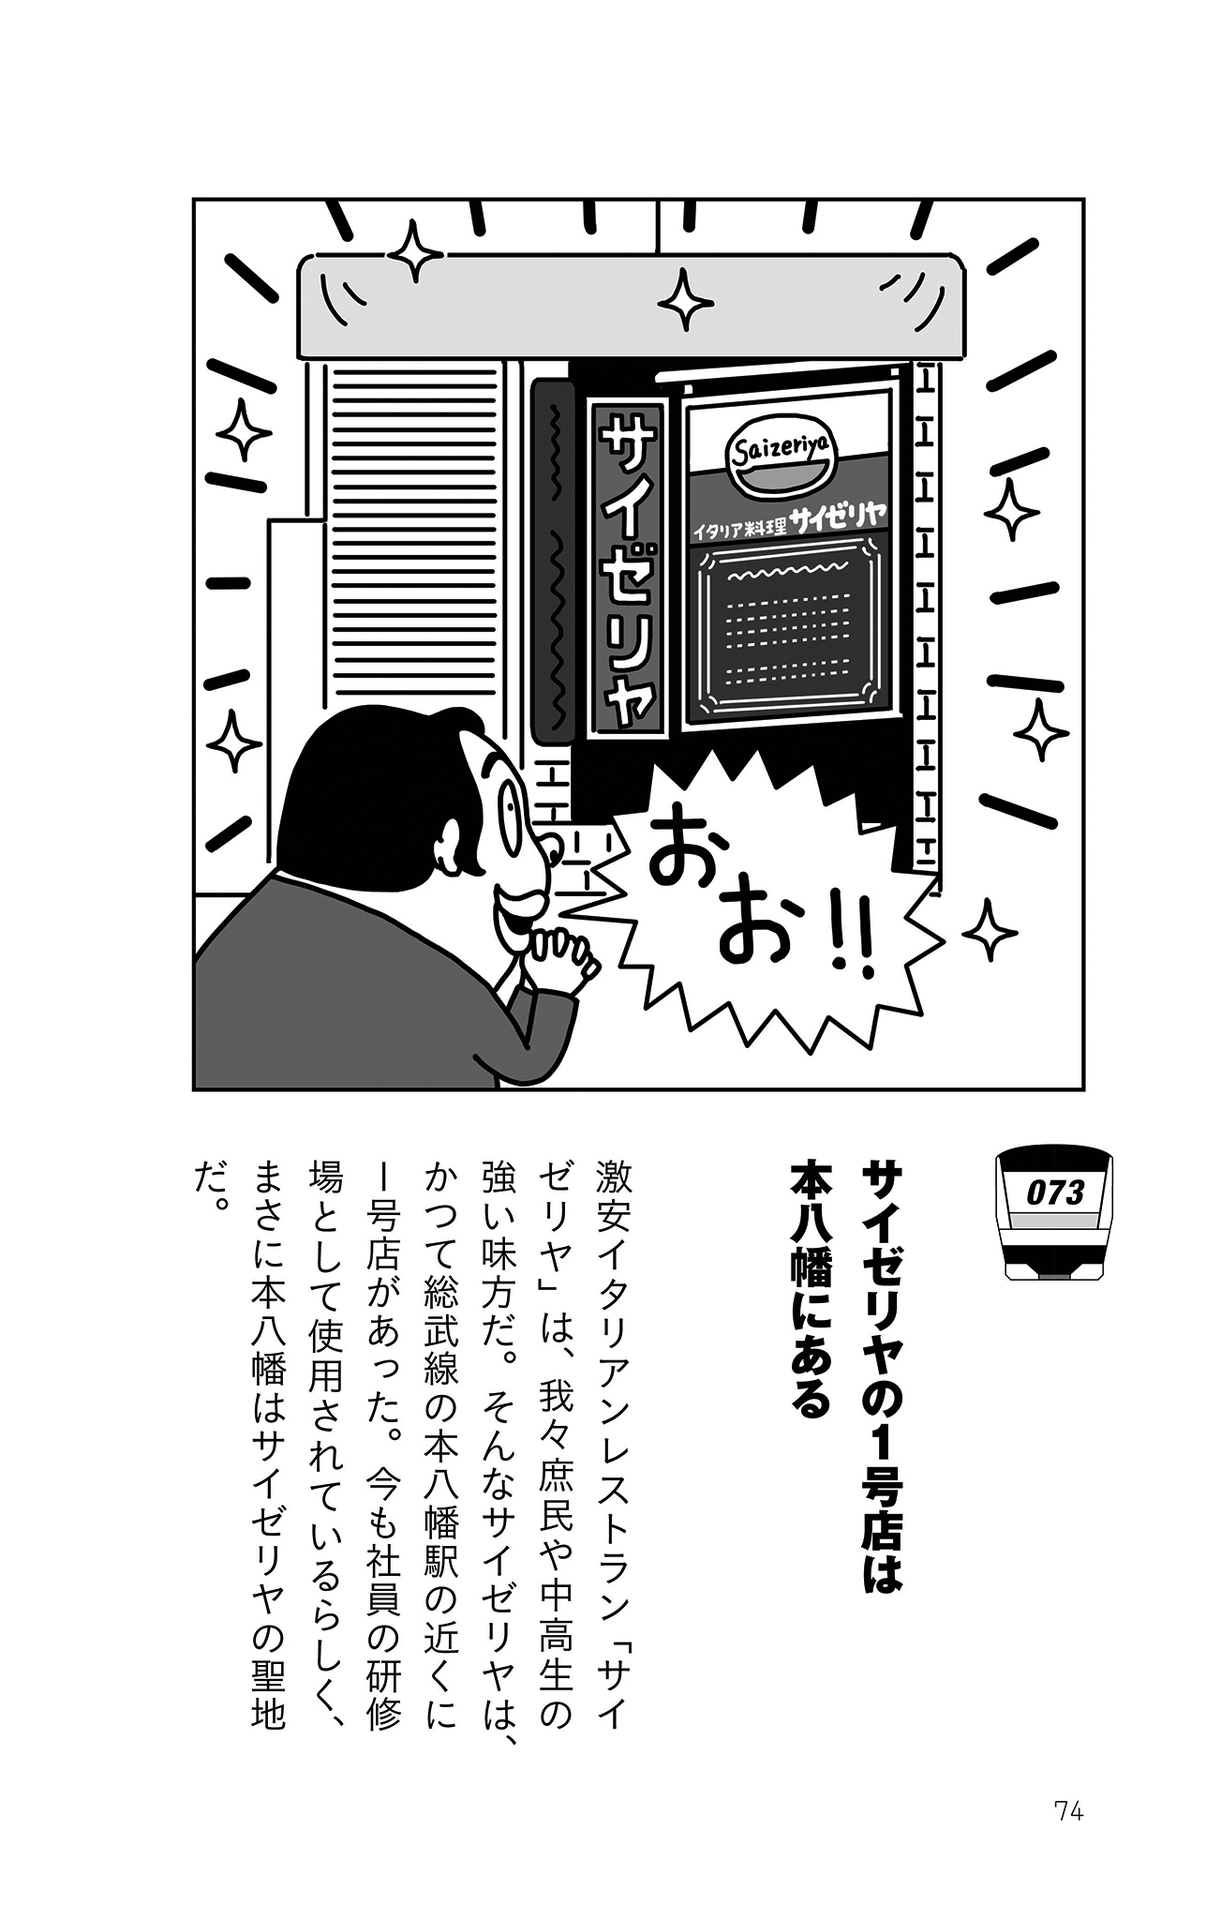 Saizeriya
イタリア料理 サイゼリヤ
サイゼリヤ
おお!!
073
サイゼリヤの1号店は
本八幡にある
激安イタリアンレストラン「サイ
ゼリヤ」は、我々庶民や中高生の
強い味方だ。そんなサイゼリヤは、
かつて総武線の本八幡駅の近くに
1号店があった。今も社員の研修
場として使用されているらしく、
まさに本八幡はサイゼリヤの聖地
だ。
74